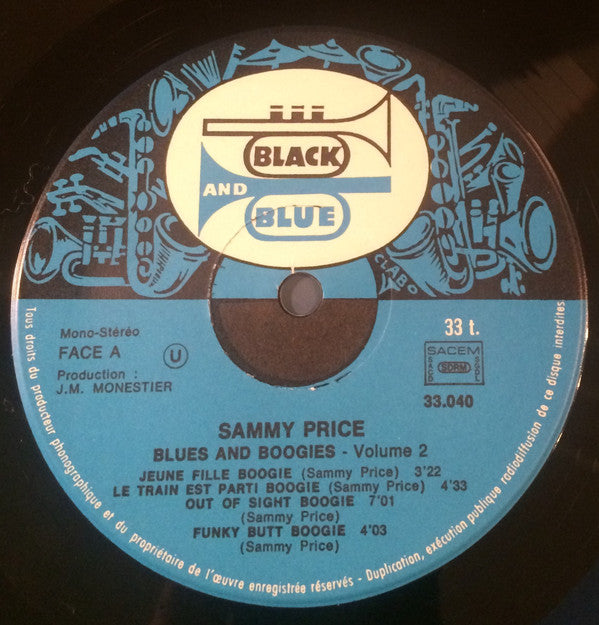 BLACK
AND
BLUE
CLABO
Mono-Stéréo
FACE A
U
Production :
J.M. MONESTIER
33 t.
SACEM
SACD
SDRM
SGDL
33.040
SAMMY PRICE
BLUES AND BOOGIES - Volume 2
JEUNE FILLE BOOGIE (Sammy Price) 3'22
LE TRAIN EST PARTI BOOGIE (Sammy Price) 4'33
OUT OF SIGHT BOOGIE 7'01
(Sammy Price)
FUNKY BUTT BOOGIE 4'03
(Sammy Price)
Tous droits du producteur phonographique et du propriétaire de l'œuvre enregistrée réservés - Duplication, exécution publique radiodiffusion de ce disque interdites.